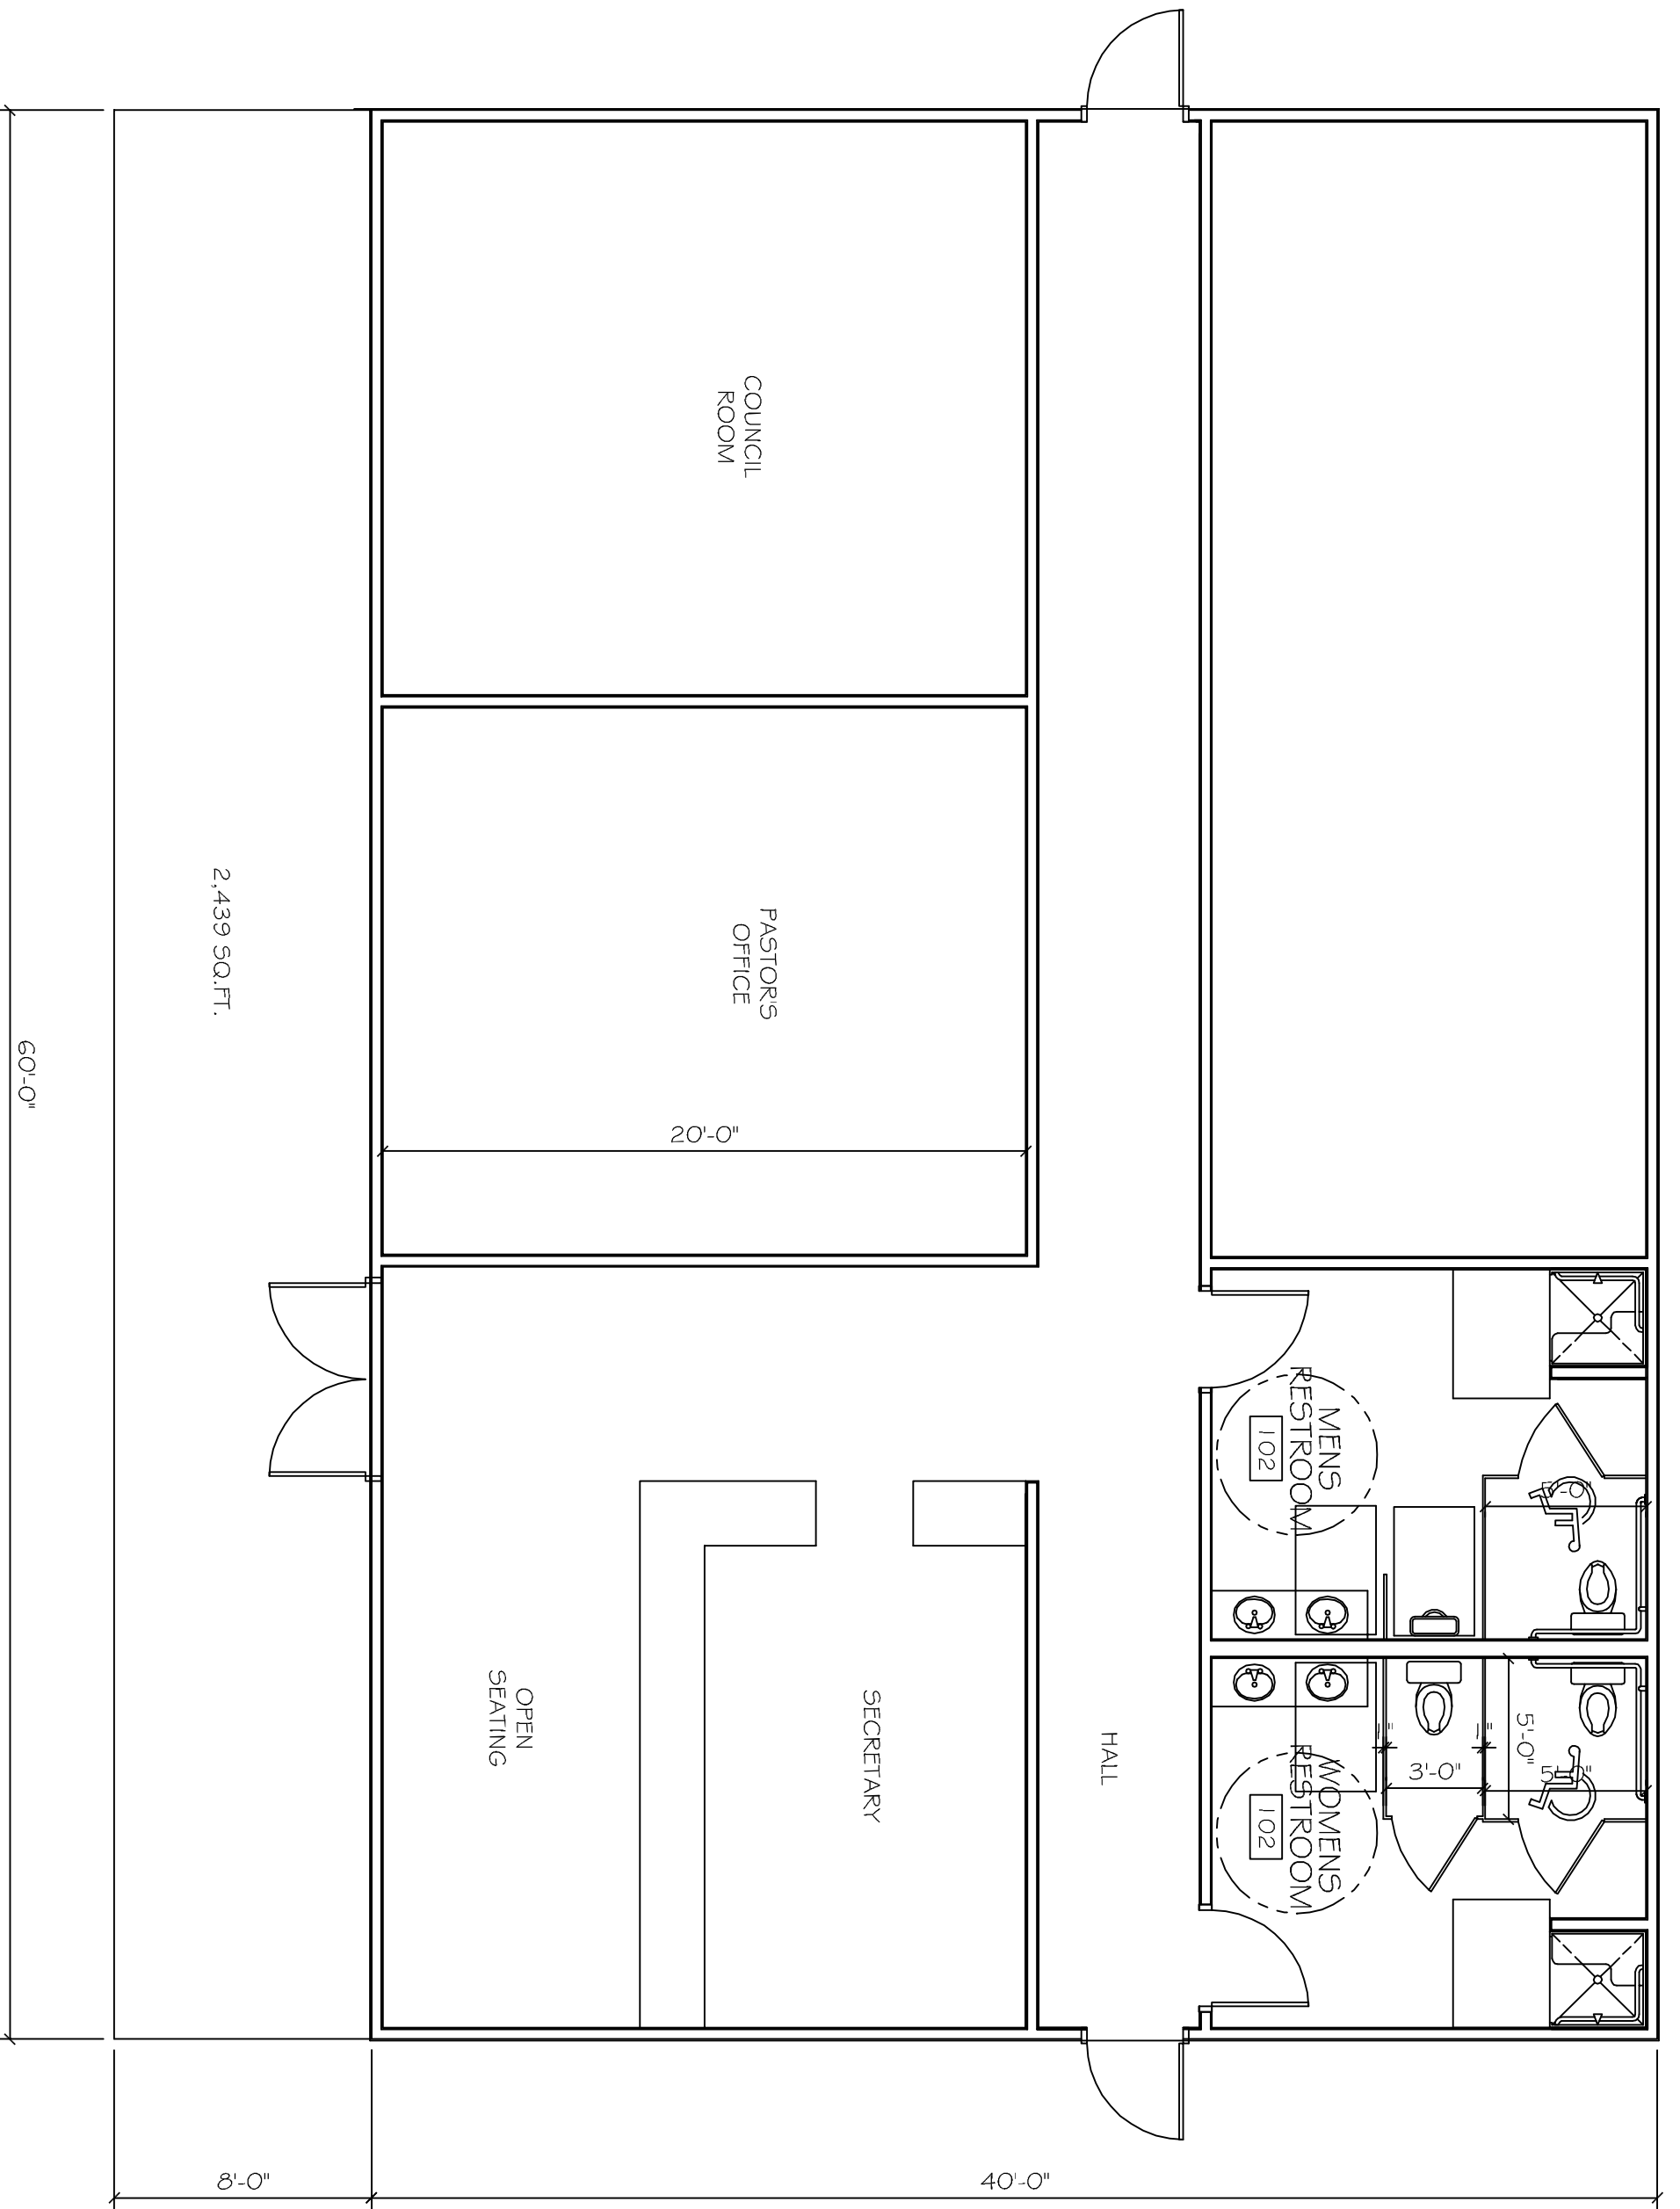 MENS
RESTROOM
102
WOMENS
RESTROOM
102
5'-0"
5'-0"
5'-0"
3'-0"
1"
1"
HALL
COUNCIL
ROOM
PASTOR'S
OFFICE
20'-0"
SECRETARY
OPEN
SEATING
2,439 SQ.FT.
60'-0"
40'-0"
8'-0"